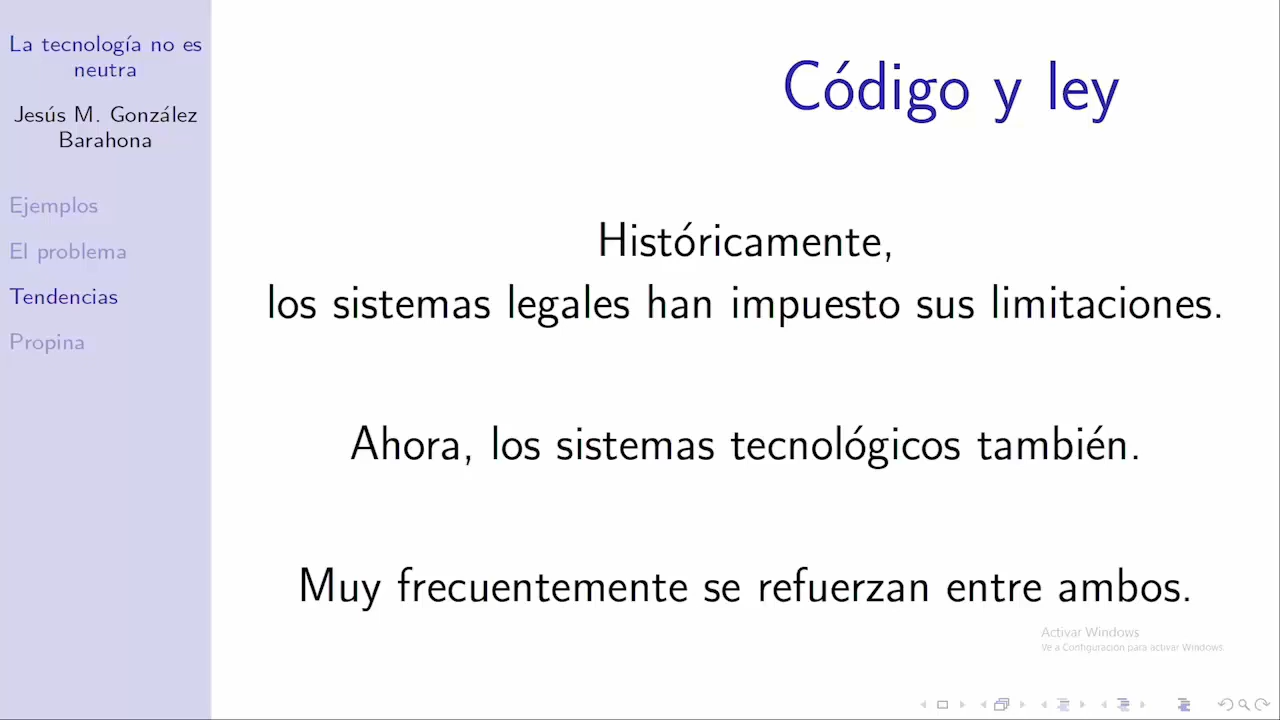 La tecnología no es
neutra
Jesús M. González
Barahona
Ejemplos
El problema
Tendencias
Propina
Código y ley
Históricamente,
los sistemas legales han impuesto sus limitaciones.
Ahora, los sistemas tecnológicos también.
Muy frecuentemente se refuerzan entre ambos.
Activar Windows
Ve a Configuración para activar Windows